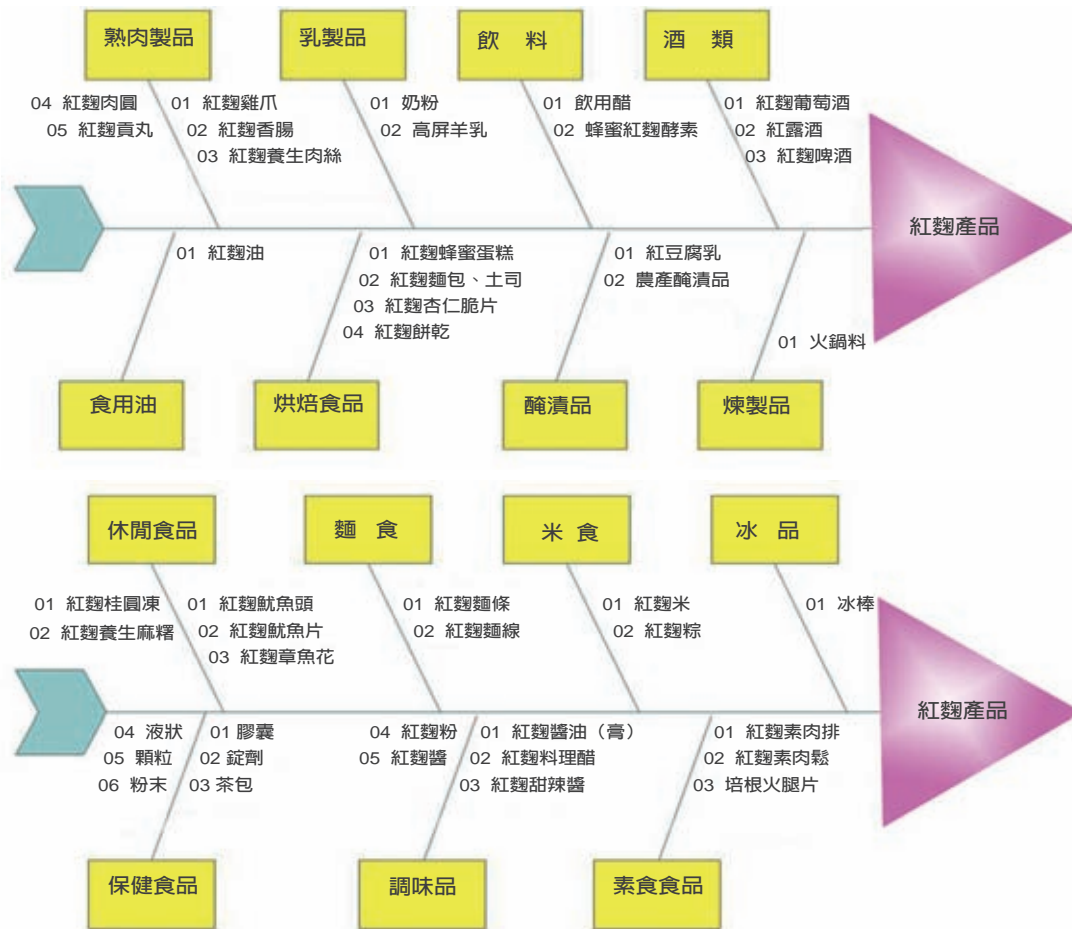 熟肉製品
乳製品
飲 料
酒 類
04 紅麴肉圓
05 紅麴貢丸
01 紅麴雞爪
02 紅麴香腸
03 紅麴養生肉絲
01 奶粉
02 高屏羊乳
01 飲用醋
02 蜂蜜紅麴酵素
01 紅麴葡萄酒
02 紅露酒
03 紅麴啤酒
紅麴產品
01 紅麴油
01 紅麴蜂蜜蛋糕
02 紅麴麵包、土司
03 紅麴杏仁脆片
04 紅麴餅乾
01 紅豆腐乳
02 農產醃漬品
01 火鍋料
食用油
烘焙食品
醃漬品
煉製品
休閒食品
麵 食
米 食
冰 品
01 紅麴桂圓凍
02 紅麴養生麻糬
01 紅麴魷魚頭
02 紅麴魷魚片
03 紅麴章魚花
01 紅麴麵條
02 紅麴麵線
01 紅麴米
02 紅麴粽
01 冰棒
紅麴產品
04 液狀
05 顆粒
06 粉末
01 膠囊
02 錠劑
03 茶包
04 紅麴粉
05 紅麴醬
01 紅麴醬油（膏）
02 紅麴料理醋
03 紅麴甜辣醬
01 紅麴素肉排
02 紅麴素肉鬆
03 培根火腿片
保健食品
調味品
素食食品